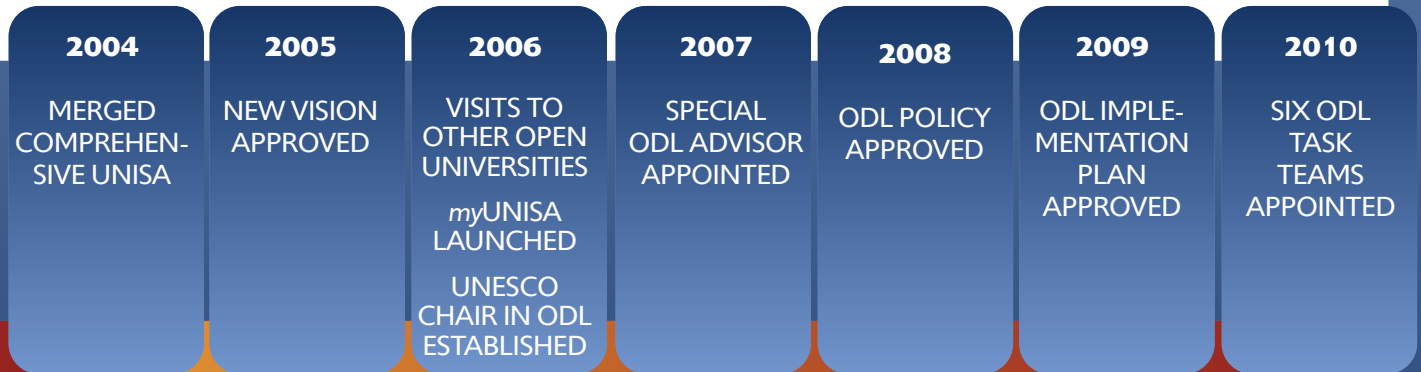 2004
MERGED
COMPREHEN-
SIVE UNISA
2005
NEW VISION
APPROVED
2006
VISITS TO
OTHER OPEN
UNIVERSITIES
myUNISA
LAUNCHED
UNESCO
CHAIR IN ODL
ESTABLISHED
2007
SPECIAL
ODL ADVISOR
APPOINTED
2008
ODL POLICY
APPROVED
2009
ODL IMPLE-
MENTATION
PLAN
APPROVED
2010
SIX ODL
TASK
TEAMS
APPOINTED